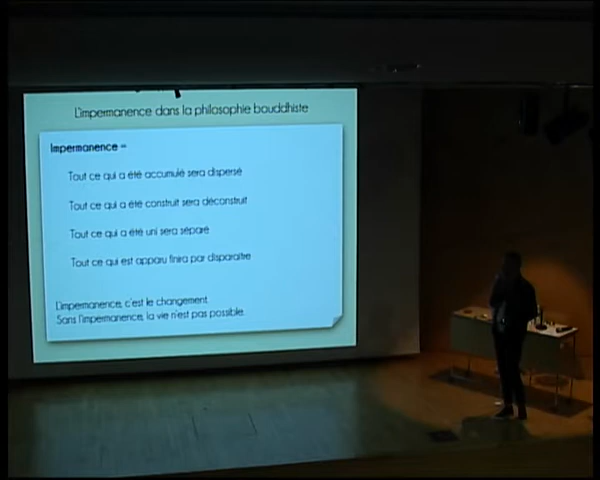 L'impermanence dans la philosophie bouddhiste
Impermanence =
Tout ce qui a été accumulé sera dispersé
Tout ce qui a été construit sera déconstruit
Tout ce qui a été uni sera séparé
Tout ce qui est apparu finira par disparaître
L'impermanence, c'est le changement.
Sans l'impermanence, la vie n'est pas possible.